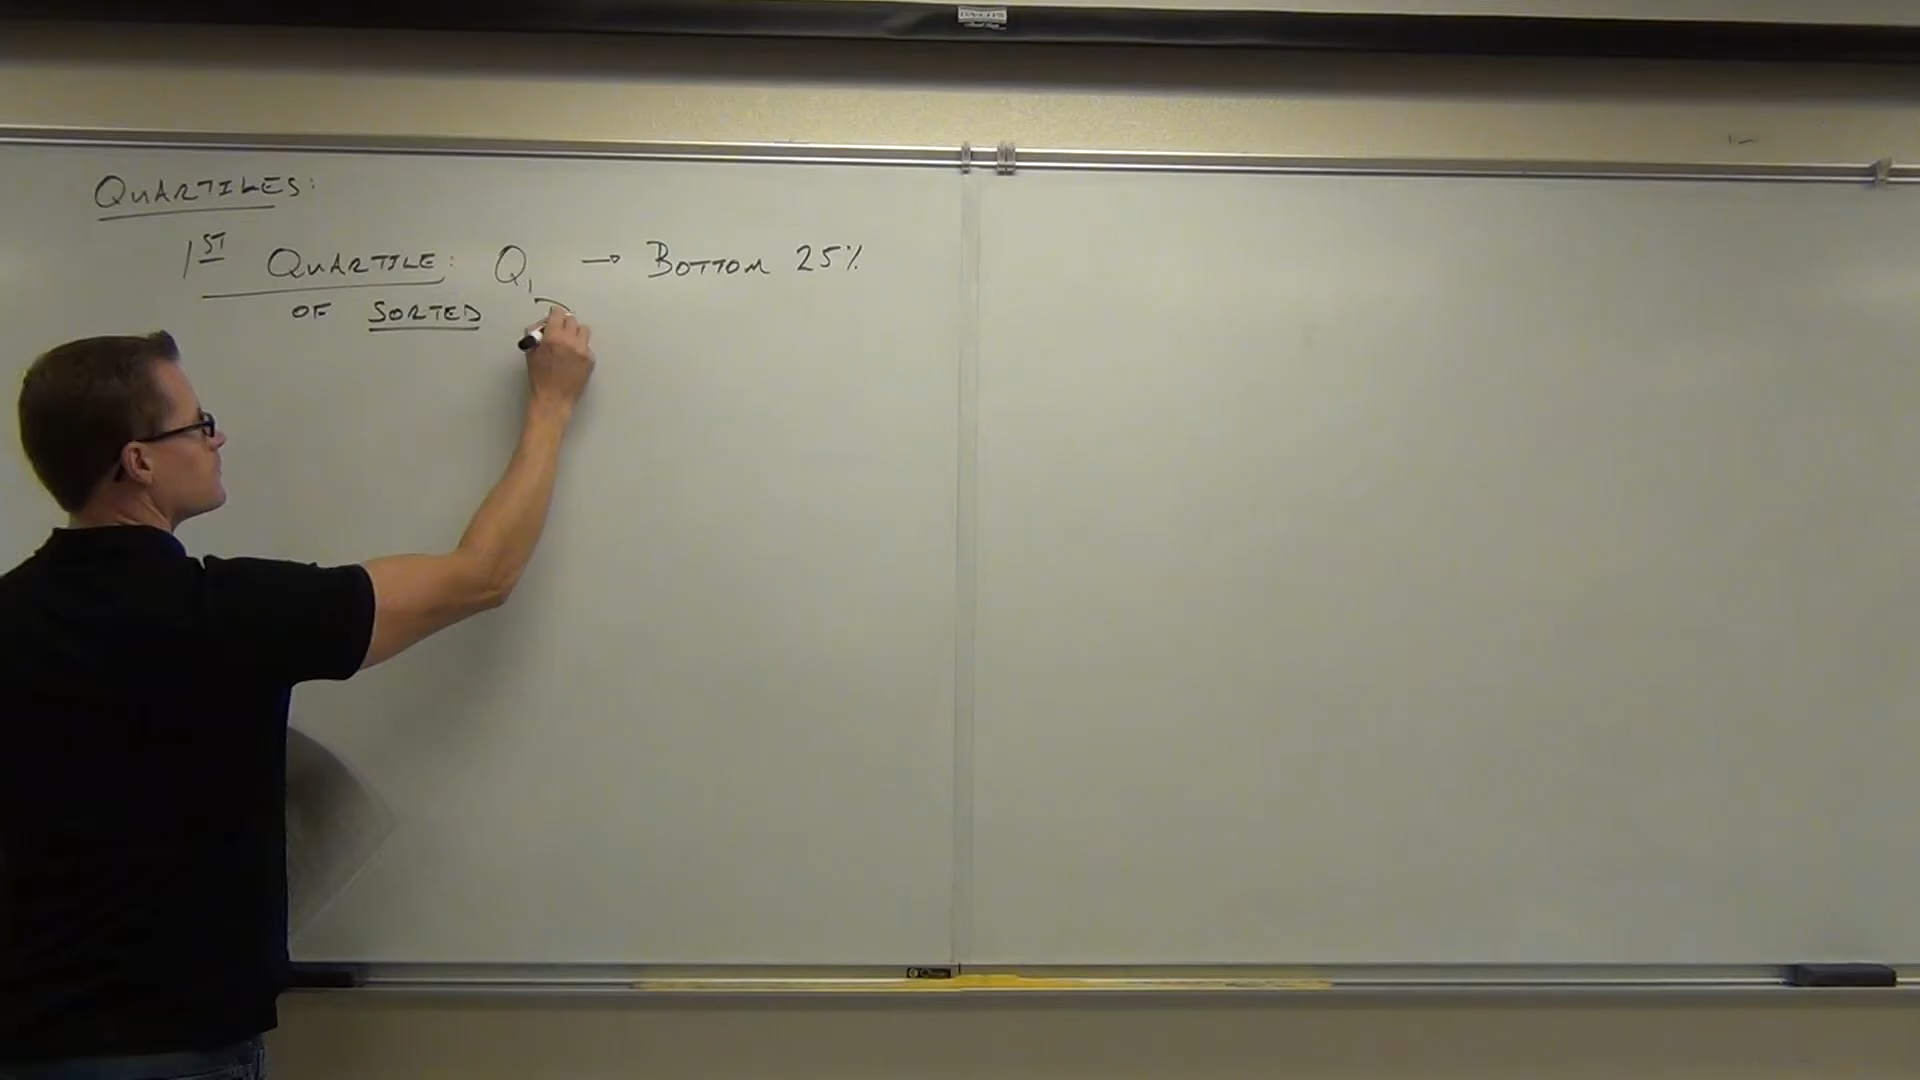 QUARTILES:
1ST QUARTILE: Q1 → BOTTOM 25%
OF SORTED